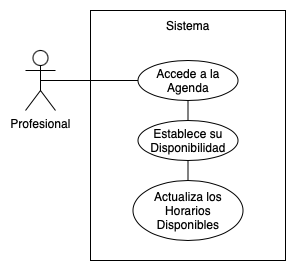 Sistema
Accede a la
Agenda
Profesional
Establece su
Disponibilidad
Actualiza los
Horarios
Disponibles